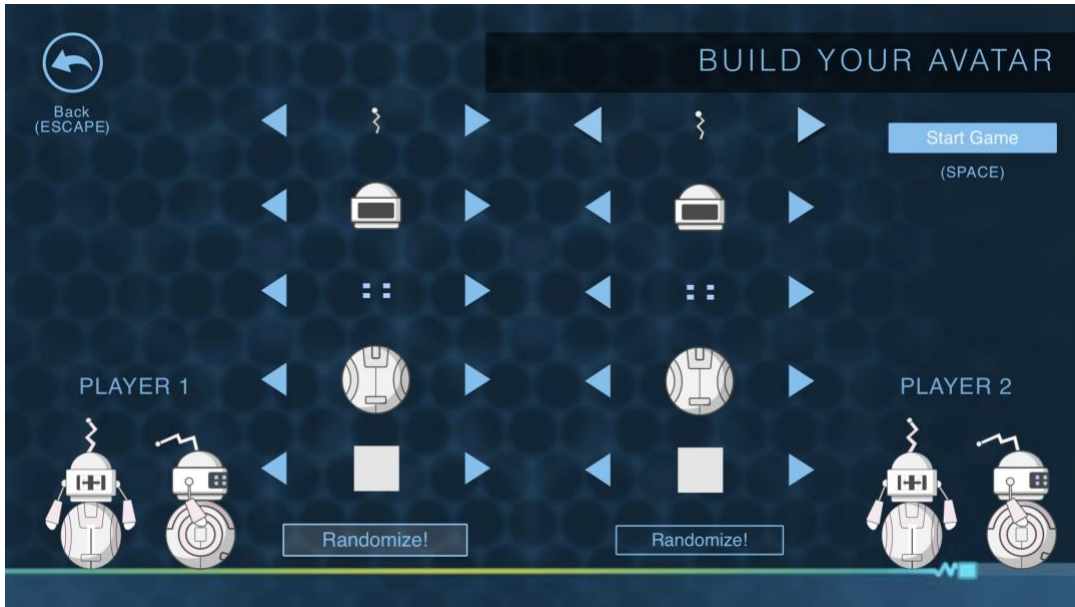 BUILD YOUR AVATAR
Back
(ESCAPE)
Start Game
(SPACE)
PLAYER 1
PLAYER 2
Randomize!
Randomize!